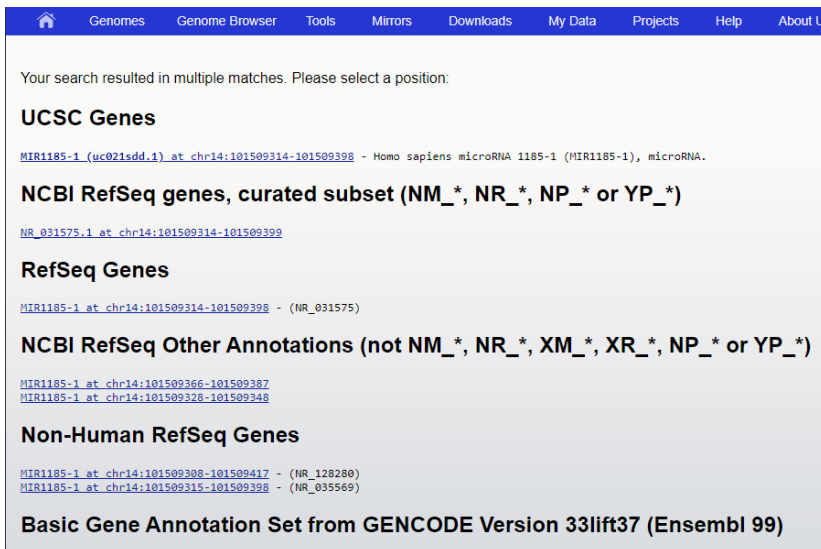 Genomes Genome Browser Tools Mirrors Downloads My Data Projects Help About U
Your search resulted in multiple matches. Please select a position:
UCSC Genes
MIR1185-1 (uc021sdd.1) at chr14:101509314-101509398 - Homo sapiens microRNA 1185-1 (MIR1185-1), microRNA.
NCBI RefSeq genes, curated subset (NM_*, NR_*, NP_* or YP_*)
NR_031575.1 at chr14:101509314-101509399
RefSeq Genes
MIR1185-1 at chr14:101509314-101509398 - (NR_031575)
NCBI RefSeq Other Annotations (not NM_*, NR_*, XM_*, XR_*, NP_* or YP_*)
MIR1185-1 at chr14:101509366-101509387
MIR1185-1 at chr14:101509328-101509348
Non-Human RefSeq Genes
MIR1185-1 at chr14:101509308-101509417 - (NR_128280)
MIR1185-1 at chr14:101509315-101509398 - (NR_035569)
Basic Gene Annotation Set from GENCODE Version 33lift37 (Ensembl 99)